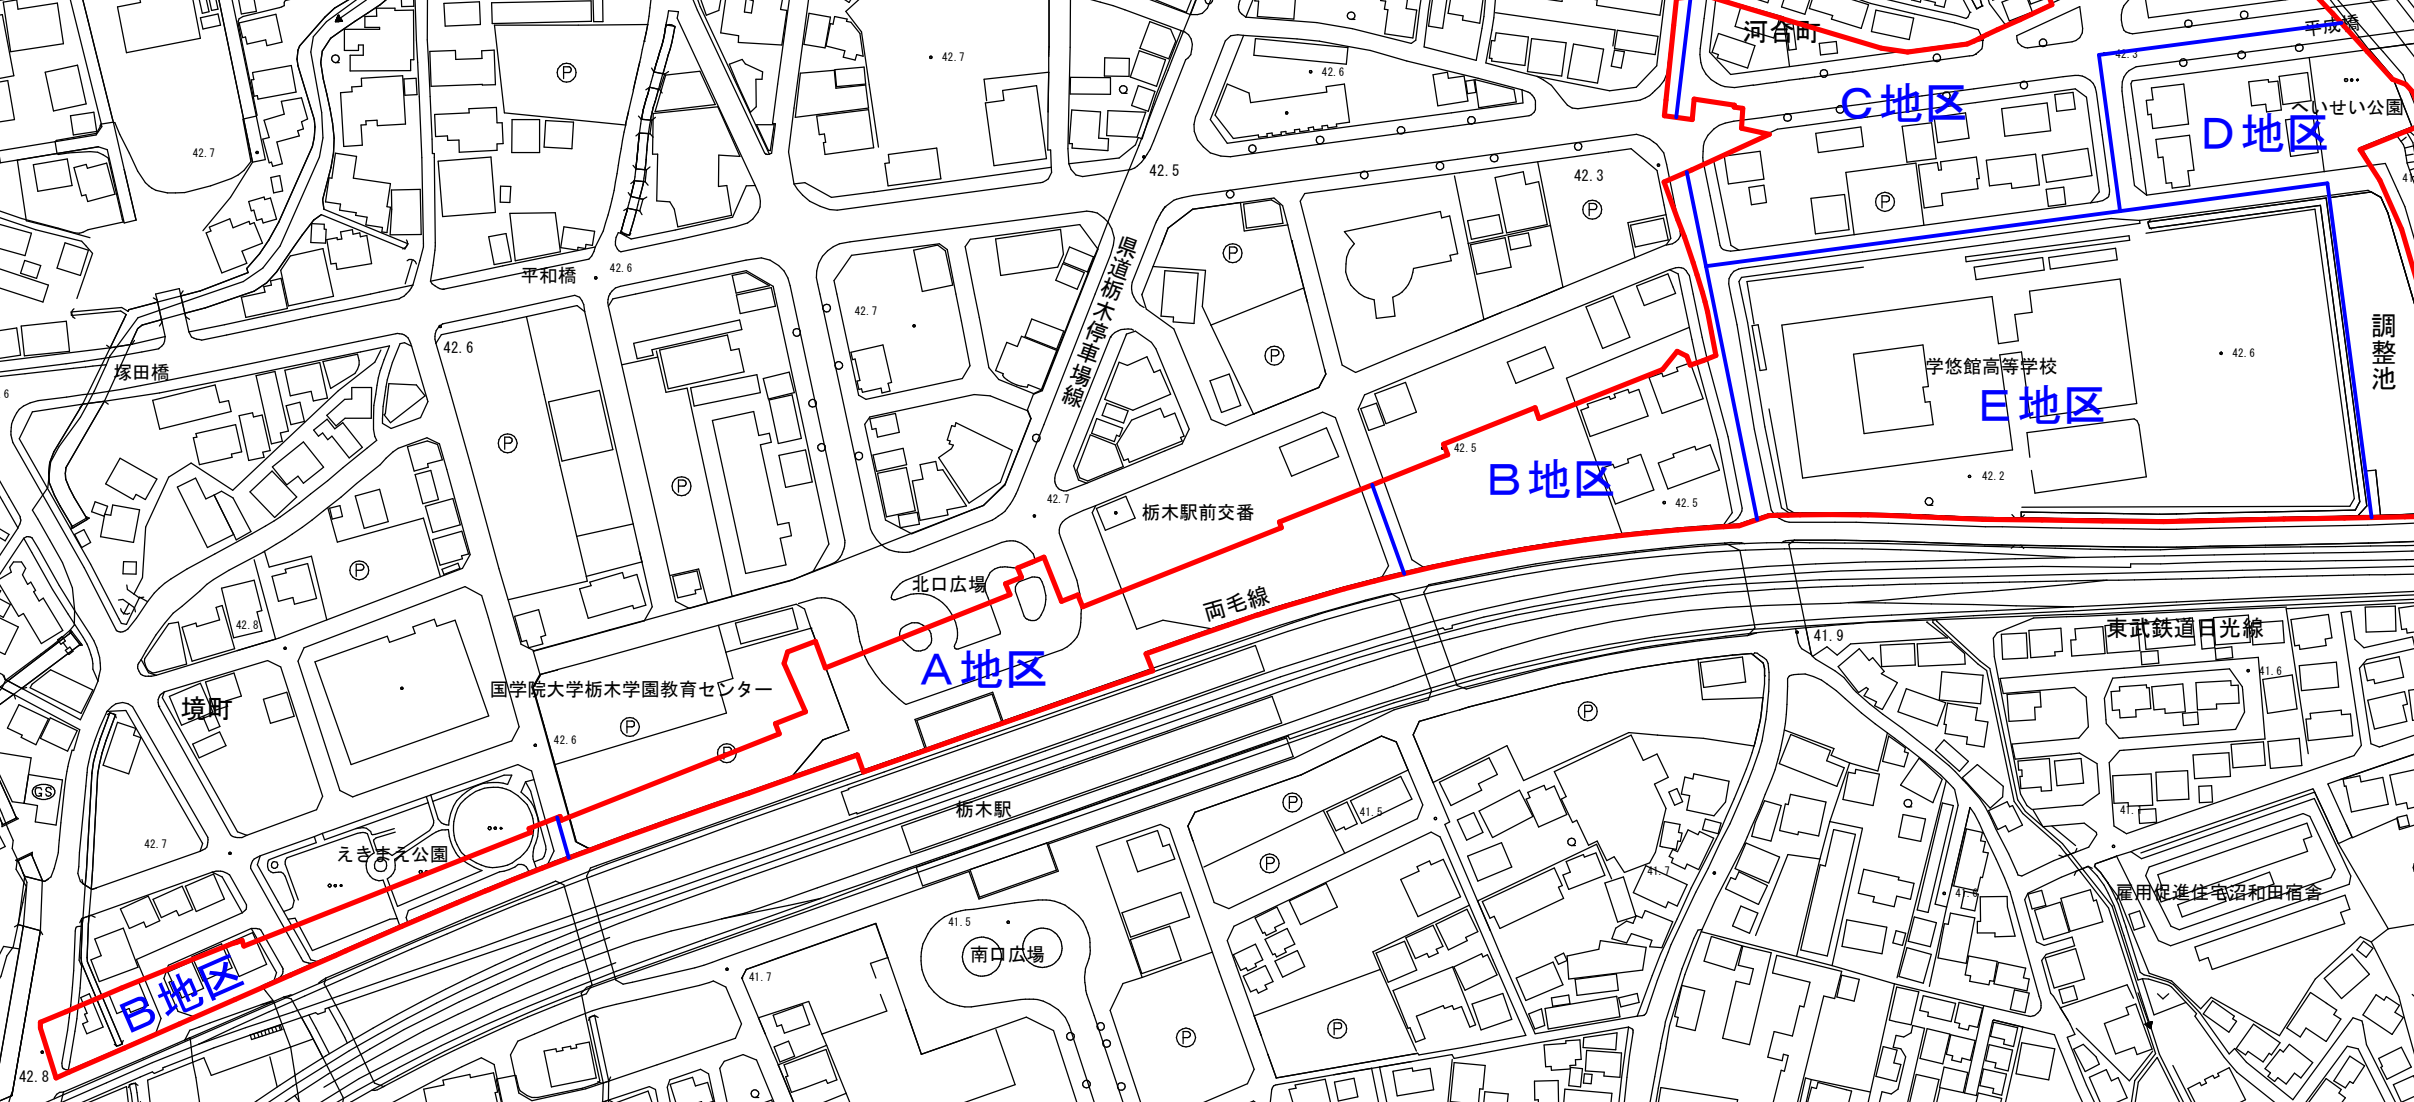 平成橋
河合町
42.3
42.7
42.6
C地区
へいせい公園
D地区
42.7
42.5
42.3
県道栃木停車場線
平和橋
42.6
42.7
調整池
42.6
42.6
学悠館高等学校
塚田橋
E地区
42.5
B地区
42.2
42.7
42.5
栃木駅前交番
北口広場
両毛線
42.8
41.9
東武鉄道日光線
A地区
41.6
国学院大学栃木学園教育センター
境町
42.6
GS
栃木駅
41.5
42.7
えきまえ公園
41.7
雇用促進住宅沼和田宿舎
41.5
南口広場
B地区
41.7
42.8
P